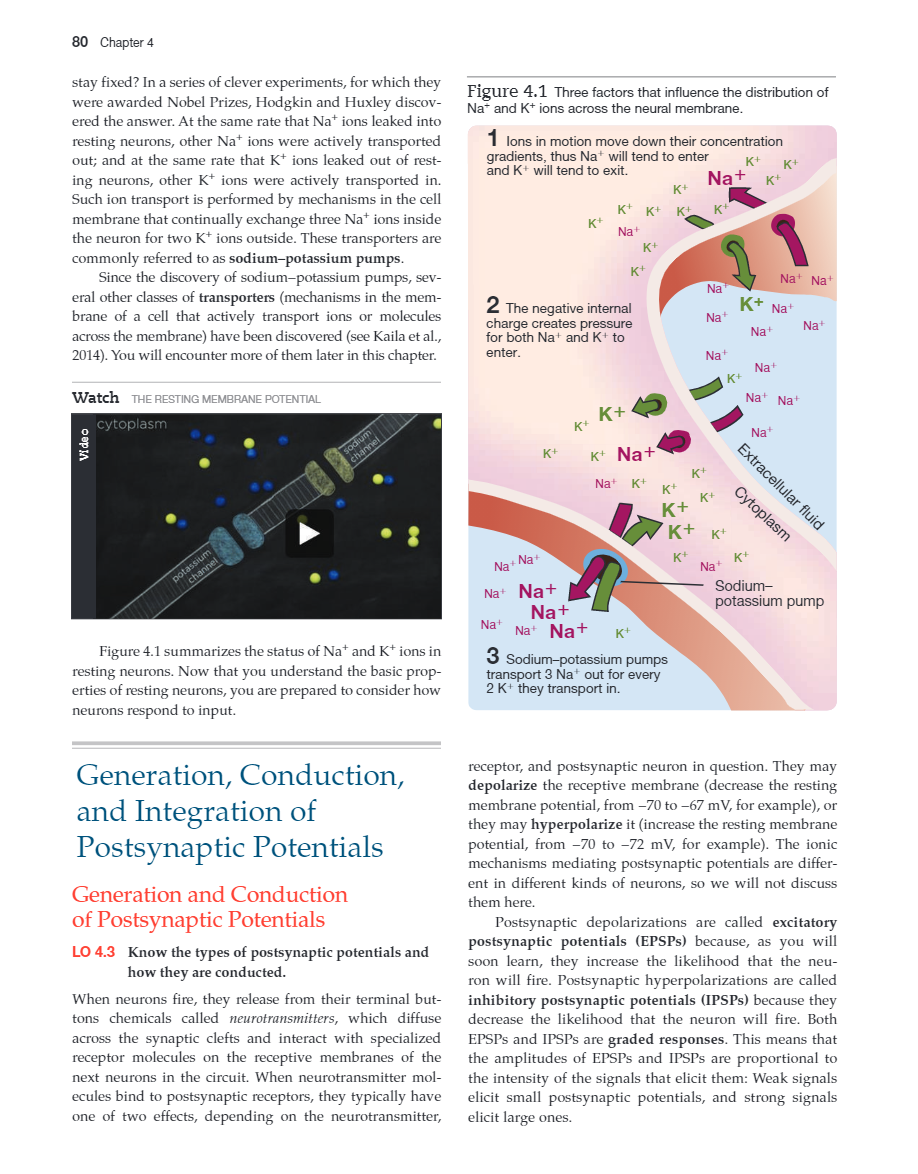 80 Chapter 4
stay fixed? In a series of clever experiments, for which they
were awarded Nobel Prizes, Hodgkin and Huxley discov-
ered the answer. At the same rate that Na⁺ ions leaked into
resting neurons, other Na⁺ ions were actively transported
out; and at the same rate that K⁺ ions leaked out of rest-
ing neurons, other K⁺ ions were actively transported in.
Such ion transport is performed by mechanisms in the cell
membrane that continually exchange three Na⁺ ions inside
the neuron for two K⁺ ions outside. These transporters are
commonly referred to as sodium–potassium pumps.
Since the discovery of sodium–potassium pumps, sev-
eral other classes of transporters (mechanisms in the mem-
brane of a cell that actively transport ions or molecules
across the membrane) have been discovered (see Kaila et al.,
2014). You will encounter more of them later in this chapter.
Watch THE RESTING MEMBRANE POTENTIAL
Video
cytoplasm
sodium
channel
potassium
channel
Figure 4.1 summarizes the status of Na⁺ and K⁺ ions in
resting neurons. Now that you understand the basic prop-
erties of resting neurons, you are prepared to consider how
neurons respond to input.
Figure 4.1 Three factors that influence the distribution of
Na⁺ and K⁺ ions across the neural membrane.
1 Ions in motion move down their concentration
gradients, thus Na⁺ will tend to enter
and K⁺ will tend to exit.
K⁺ K⁺
Na⁺ K⁺
K⁺
K⁺ K⁺ K⁺ K⁺
K⁺ Na⁺
K⁺
K⁺
Na⁺ Na⁺
Na⁺
K⁺ Na⁺
Na⁺ Na⁺ Na⁺
2 The negative internal
charge creates pressure
for both Na⁺ and K⁺ to
enter.
Na⁺
Na⁺
K⁺
Na⁺ Na⁺
K⁺
K⁺ Na⁺
K⁺ K⁺ Na⁺
K⁺
Na⁺ K⁺ K⁺ K⁺
K⁺
K⁺ K⁺
K⁺ Na⁺ K⁺
Extracellular fluid
Cytoplasm
Na⁺ Na⁺
Na⁺ Na⁺
Na⁺
Na⁺ Na⁺ Na⁺ K⁺
Sodium–
potassium pump
3 Sodium–potassium pumps
transport 3 Na⁺ out for every
2 K⁺ they transport in.
Generation, Conduction,
and Integration of
Postsynaptic Potentials
Generation and Conduction
of Postsynaptic Potentials
LO 4.3 Know the types of postsynaptic potentials and
how they are conducted.
When neurons fire, they release from their terminal but-
tons chemicals called neurotransmitters, which diffuse
across the synaptic clefts and interact with specialized
receptor molecules on the receptive membranes of the
next neurons in the circuit. When neurotransmitter mol-
ecules bind to postsynaptic receptors, they typically have
one of two effects, depending on the neurotransmitter,
receptor, and postsynaptic neuron in question. They may
depolarize the receptive membrane (decrease the resting
membrane potential, from –70 to –67 mV, for example), or
they may hyperpolarize it (increase the resting membrane
potential, from –70 to –72 mV, for example). The ionic
mechanisms mediating postsynaptic potentials are differ-
ent in different kinds of neurons, so we will not discuss
them here.
Postsynaptic depolarizations are called excitatory
postsynaptic potentials (EPSPs) because, as you will
soon learn, they increase the likelihood that the neu-
ron will fire. Postsynaptic hyperpolarizations are called
inhibitory postsynaptic potentials (IPSPs) because they
decrease the likelihood that the neuron will fire. Both
EPSPs and IPSPs are graded responses. This means that
the amplitudes of EPSPs and IPSPs are proportional to
the intensity of the signals that elicit them: Weak signals
elicit small postsynaptic potentials, and strong signals
elicit large ones.